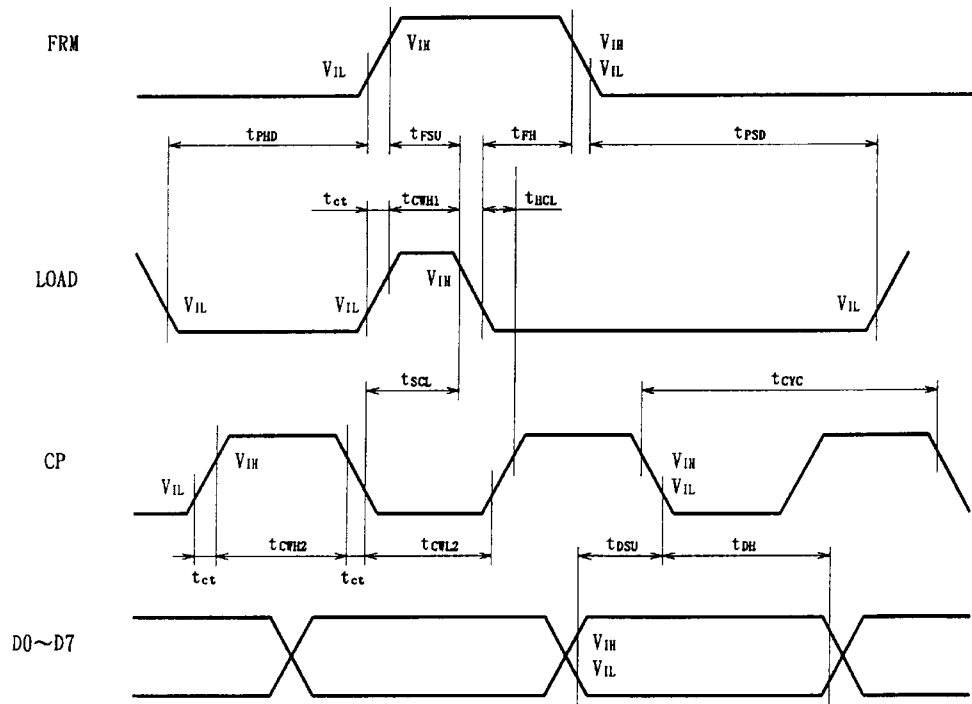 FRM
VIH
VIH
VIL
VIL
tPHD
tFSU
tFH
tPSD
tct
tCWH1
tHCL
LOAD
VIH
VIL
VIL
VIL
tSCL
tCYC
CP
VIH
VIH
VIL
VIL
tCWH2
tCWL2
tDSU
tDH
tct
tct
D0～D7
VIH
VIL